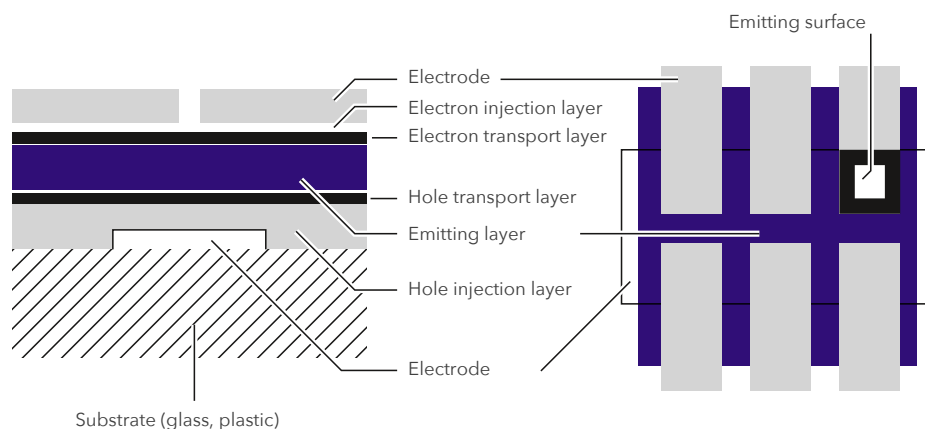 Emitting surface
Electrode
Electron injection layer
Electron transport layer
Hole transport layer
Emitting layer
Hole injection layer
Electrode
Substrate (glass, plastic)